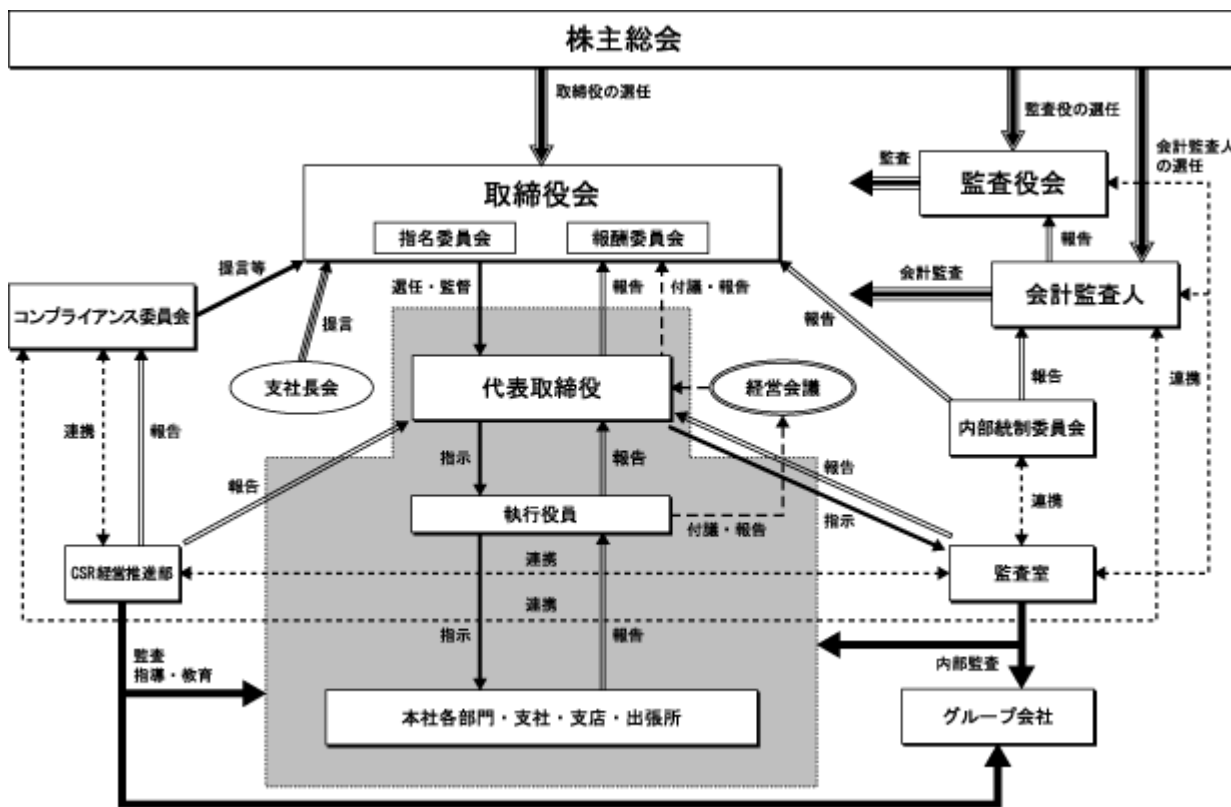 株主総会
取締役の選任
監査役の選任
会計監査人
の選任
監査
監査役会
取締役会
指名委員会
報酬委員会
報告
提言等
選任・監督
報告
付議・報告
会計監査
会計監査人
コンプライアンス委員会
提言
報告
支社長会
代表取締役
経営会議
報告
連携
内部統制委員会
連携
報告
指示
報告
報告
報告
執行役員
付議・報告
指示
連携
CSR経営推進部
連携
監査室
連携
指示
報告
監査
指導・教育
内部監査
本社各部門・支社・支店・出張所
グループ会社